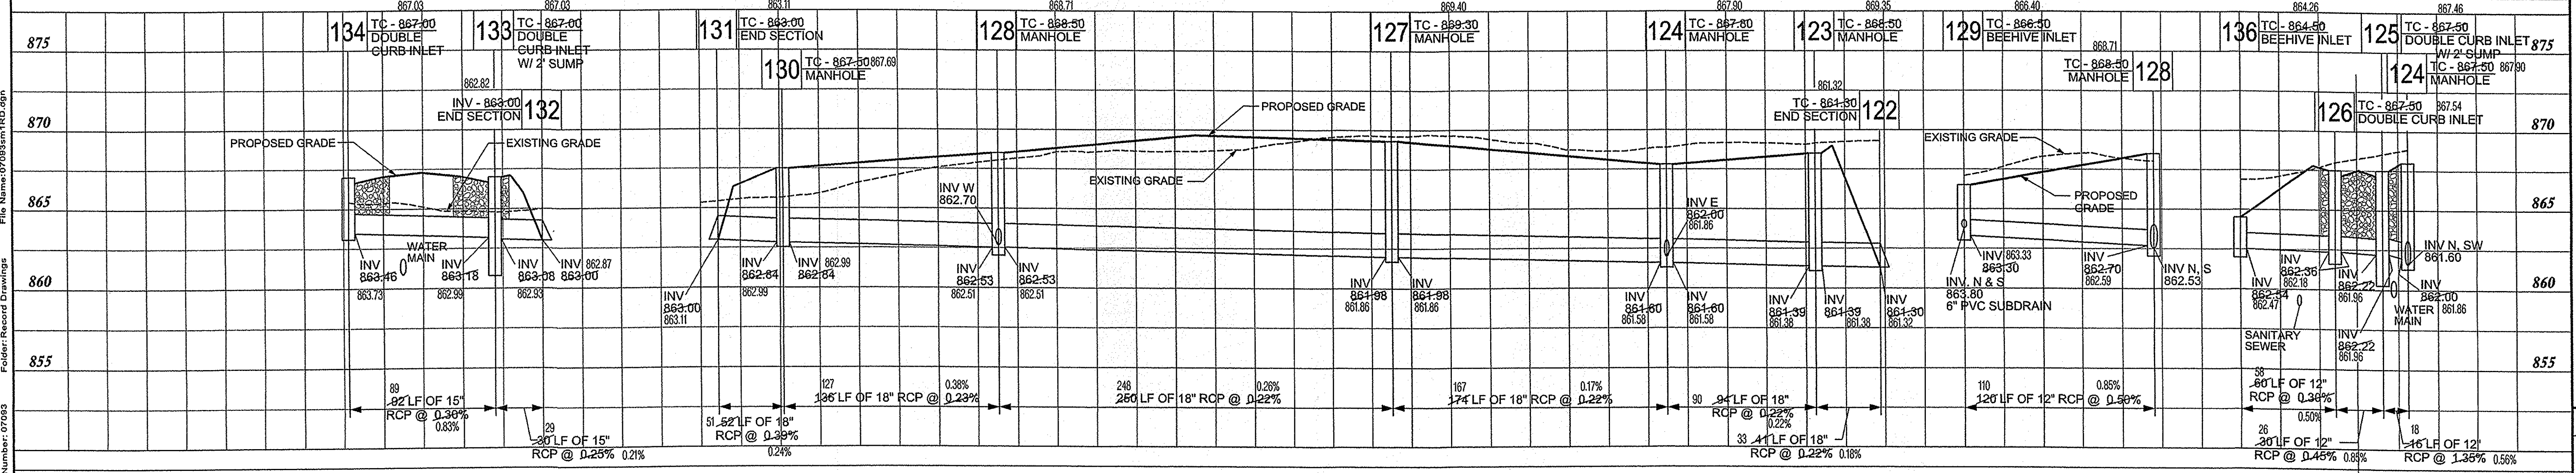 867.03
867.03
863.11
868.71
869.40
867.90
869.35
866.40
864.26
867.46
134
TC - 867.00
DOUBLE
CURB INLET
133
TC - 867.00
DOUBLE
CURB INLET
W/ 2' SUMP
131
TC - 863.00
END SECTION
130
TC - 867.50 867.69
MANHOLE
128
TC - 868.50
MANHOLE
127
TC - 869.30
MANHOLE
124
TC - 867.80
MANHOLE
123
TC - 868.50
MANHOLE
129
TC - 866.50
BEEHIVE INLET
868.71
TC - 868.50
MANHOLE
128
136
TC - 864.50
BEEHIVE INLET
125
TC - 867.50
DOUBLE CURB INLET
W/ 2' SUMP
124
TC - 867.50 867.90
MANHOLE
862.82
INV - 863.00
END SECTION
132
861.32
TC - 861.30
END SECTION
122
126
TC - 867.50 867.54
DOUBLE CURB INLET
875
870
865
860
855
875
870
865
860
855
PROPOSED GRADE
EXISTING GRADE
PROPOSED GRADE
EXISTING GRADE
EXISTING GRADE
PROPOSED
GRADE
WATER
MAIN
INV
863.46
863.73
INV
863.18
862.99
INV
863.08
862.93
INV
862.87
863.00
INV
863.00
863.11
INV
862.84
862.99
INV 862.99
862.84
INV W
862.70
INV
862.53
862.51
INV
862.53
862.51
INV
861.98
861.86
INV
861.98
861.86
INV E
862.00
861.86
INV
861.60
861.58
INV
861.60
861.58
INV
861.39
861.38
INV
861.39
861.38
INV
861.30
861.32
INV 863.33
863.30
INV. N & S
863.80
6" PVC SUBDRAIN
INV
862.70
862.59
INV N, S
862.53
INV
862.54
862.47
SANITARY
SEWER
INV
862.36
862.18
INV
862.22
861.96
INV
862.22
861.96
WATER
MAIN
INV N, SW
861.60
INV
862.00
861.86
89
92 LF OF 15"
RCP @ 0.30%
0.83%
29
30 LF OF 15"
RCP @ 0.25% 0.21%
51 52 LF OF 18"
RCP @ 0.39%
0.24%
127 0.38%
136 LF OF 18" RCP @ 0.23%
248 0.26%
250 LF OF 18" RCP @ 0.22%
167 0.17%
174 LF OF 18" RCP @ 0.22%
90 94 LF OF 18"
RCP @ 0.22%
0.22%
33 41 LF OF 18"
RCP @ 0.22% 0.18%
110 0.85%
120 LF OF 12" RCP @ 0.50%
58
60 LF OF 12"
RCP @ 0.30%
0.50%
26
30 LF OF 12"
RCP @ 0.45% 0.85%
18
16 LF OF 12"
RCP @ 1.35% 0.56%
File Name:07093stm1RD.dgn
Folder:Record Drawings
Number: 07093